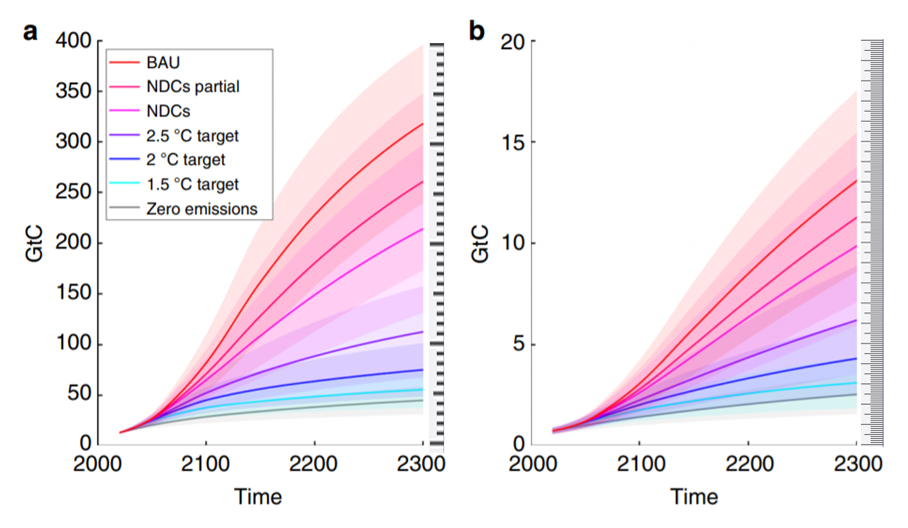 a
400
350
300
250
200
150
100
50
0
GtC
BAU
NDCs partial
NDCs
2.5 °C target
2 °C target
1.5 °C target
Zero emissions
2000 2100 2200 2300
Time
b
20
15
10
5
0
GtC
2000 2100 2200 2300
Time